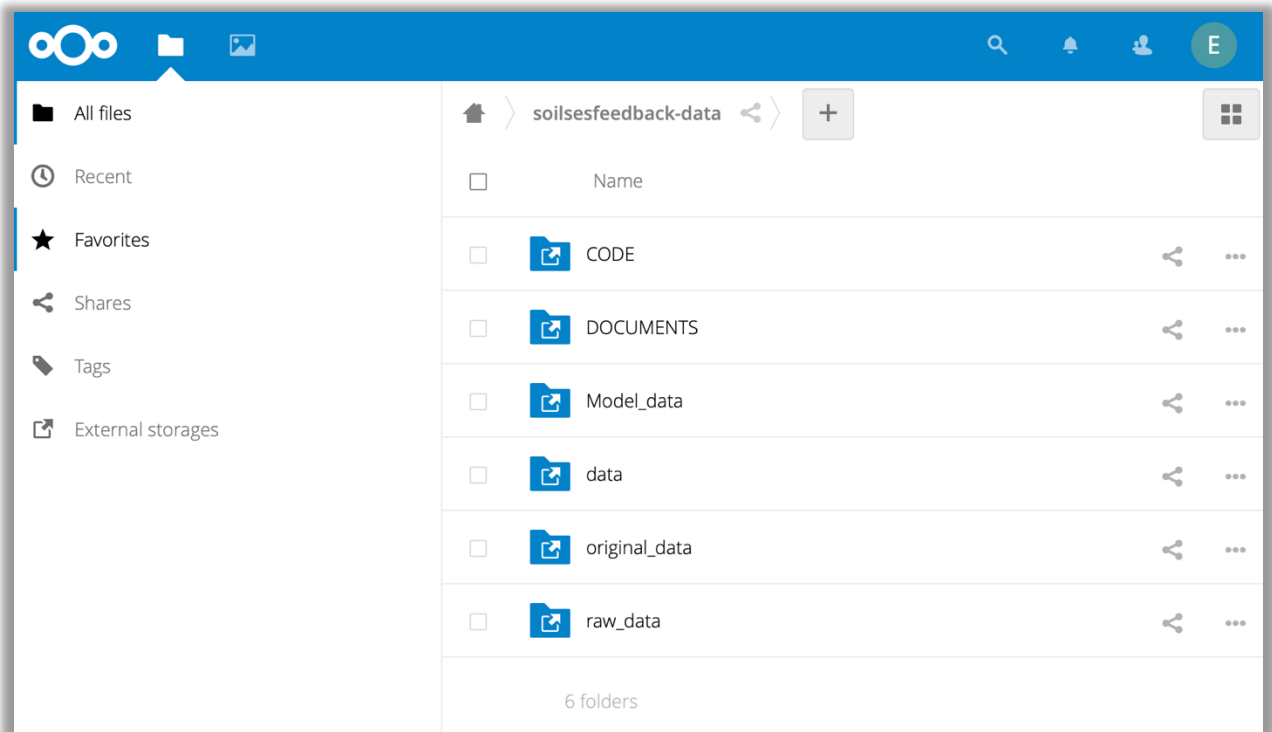 E
All files
Recent
Favorites
Shares
Tags
External storages
soilsesfeedback-data
Name
CODE
DOCUMENTS
Model_data
data
original_data
raw_data
6 folders